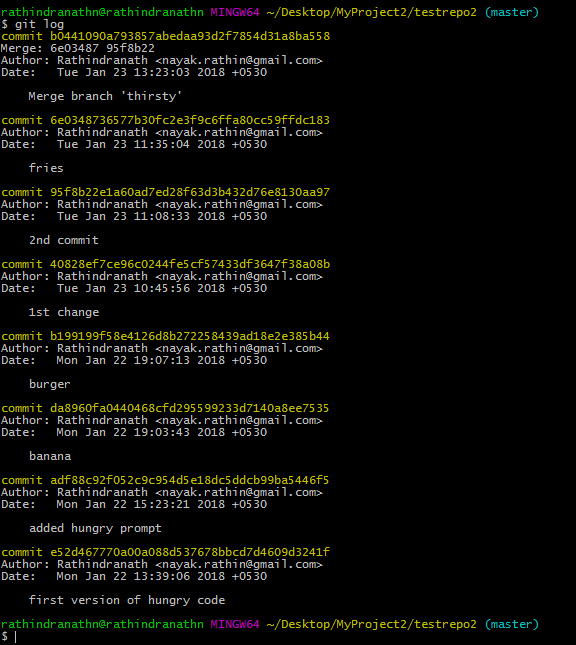 rathindranathn@rathindranathn MINGW64 ~/Desktop/MyProject2/testrepo2 (master)
$ git log
commit b0441090a793857abedaa93d2f7854d31a8ba558
Merge: 6e03487 95f8b22
Author: Rathindranath <nayak.rathin@gmail.com>
Date:   Tue Jan 23 13:23:03 2018 +0530
Merge branch 'thirsty'
commit 6e0348736577b30fc2e3f9c6ffa80cc59ffdc183
Author: Rathindranath <nayak.rathin@gmail.com>
Date:   Tue Jan 23 11:35:04 2018 +0530
fries
commit 95f8b22e1a60ad7ed28f63d3b432d76e8130aa97
Author: Rathindranath <nayak.rathin@gmail.com>
Date:   Tue Jan 23 11:08:33 2018 +0530
2nd commit
commit 40828ef7ce96c0244fe5cf57433df3647f38a08b
Author: Rathindranath <nayak.rathin@gmail.com>
Date:   Tue Jan 23 10:45:56 2018 +0530
1st change
commit b199199f58e4126d8b272258439ad18e2e385b44
Author: Rathindranath <nayak.rathin@gmail.com>
Date:   Mon Jan 22 19:07:13 2018 +0530
burger
commit da8960fa0440468cfd295599233d7140a8ee7535
Author: Rathindranath <nayak.rathin@gmail.com>
Date:   Mon Jan 22 19:03:43 2018 +0530
banana
commit adf88c92f052c9c954d5e18dc5ddcb99ba5446f5
Author: Rathindranath <nayak.rathin@gmail.com>
Date:   Mon Jan 22 15:23:21 2018 +0530
added hungry prompt
commit e52d467770a00a088d537678bbcd7d4609d3241f
Author: Rathindranath <nayak.rathin@gmail.com>
Date:   Mon Jan 22 13:39:06 2018 +0530
first version of hungry code
rathindranathn@rathindranathn MINGW64 ~/Desktop/MyProject2/testrepo2 (master)
$